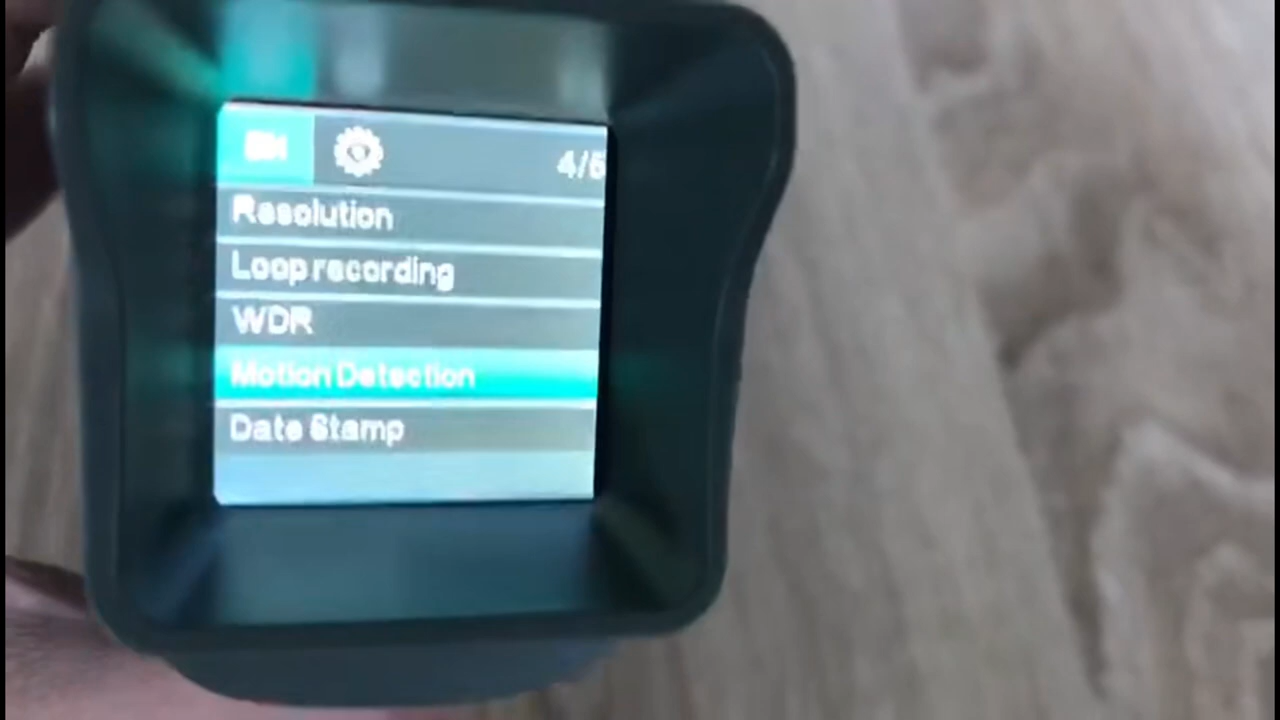 4/5
Resolution
Loop recording
WDR
Motion Detection
Date Stamp